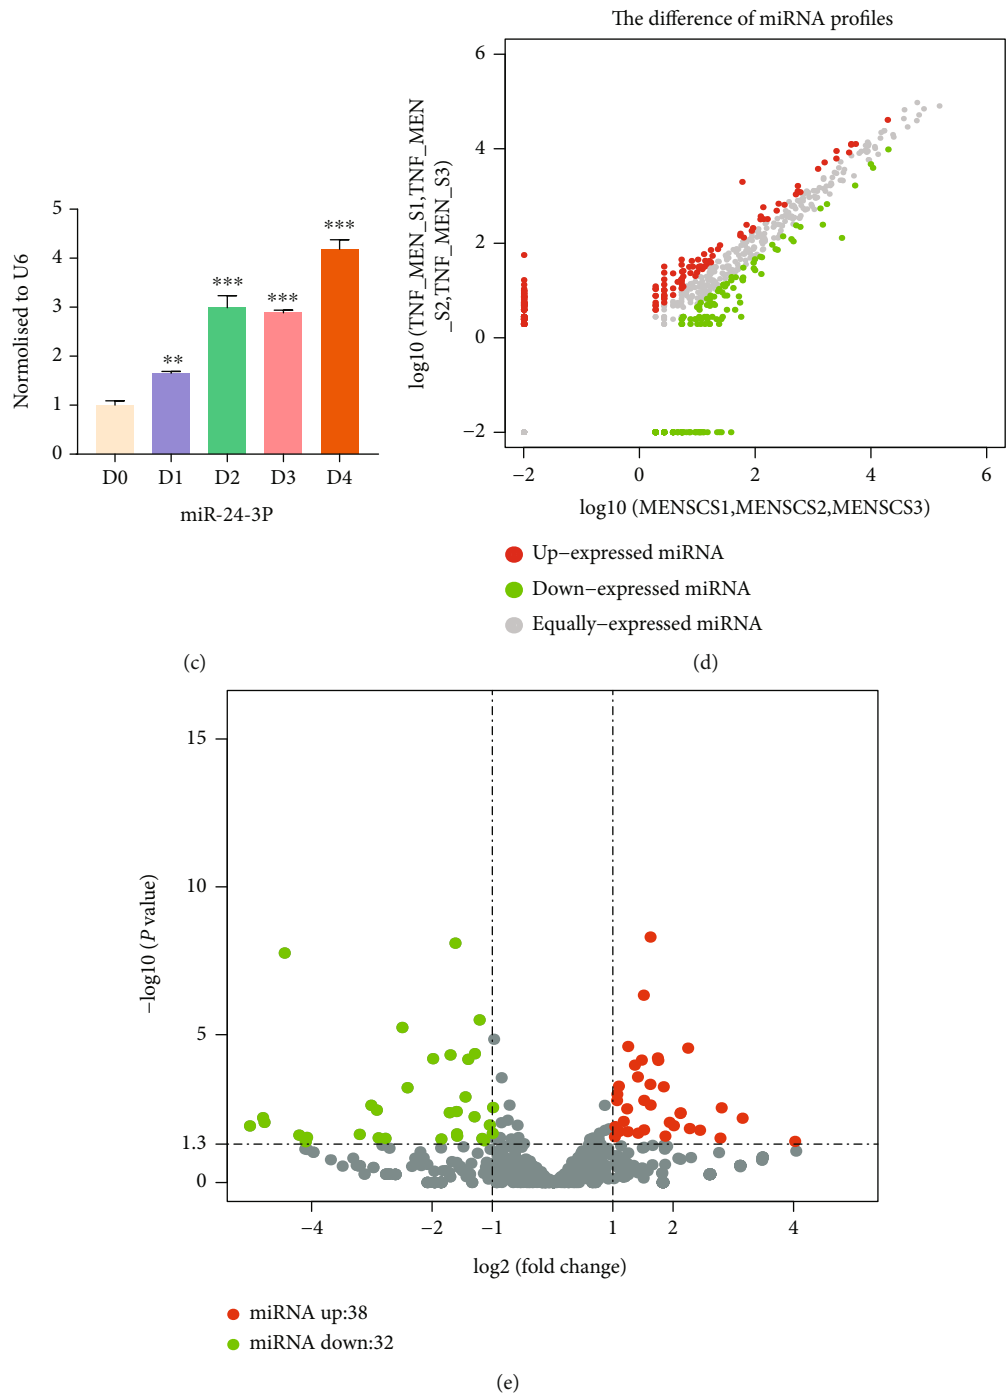 5
4
3
2
1
0
Normolised to U6
**
***
***
***
D0 D1 D2 D3 D4
miR-24-3P
(c)
The difference of miRNA profiles
6
4
2
0
−2
log10 (TNF_MEN_S1,TNF_MEN
_S2,TNF_MEN_S3)
−2 0 2 4 6
log10 (MENSCS1,MENSCS2,MENSCS3)
Up−expressed miRNA
Down−expressed miRNA
Equally−expressed miRNA
(d)
15
10
5
1.3
0
−log10 (P value)
−4 −2 −1 1 2 4
log2 (fold change)
miRNA up:38
miRNA down:32
(e)